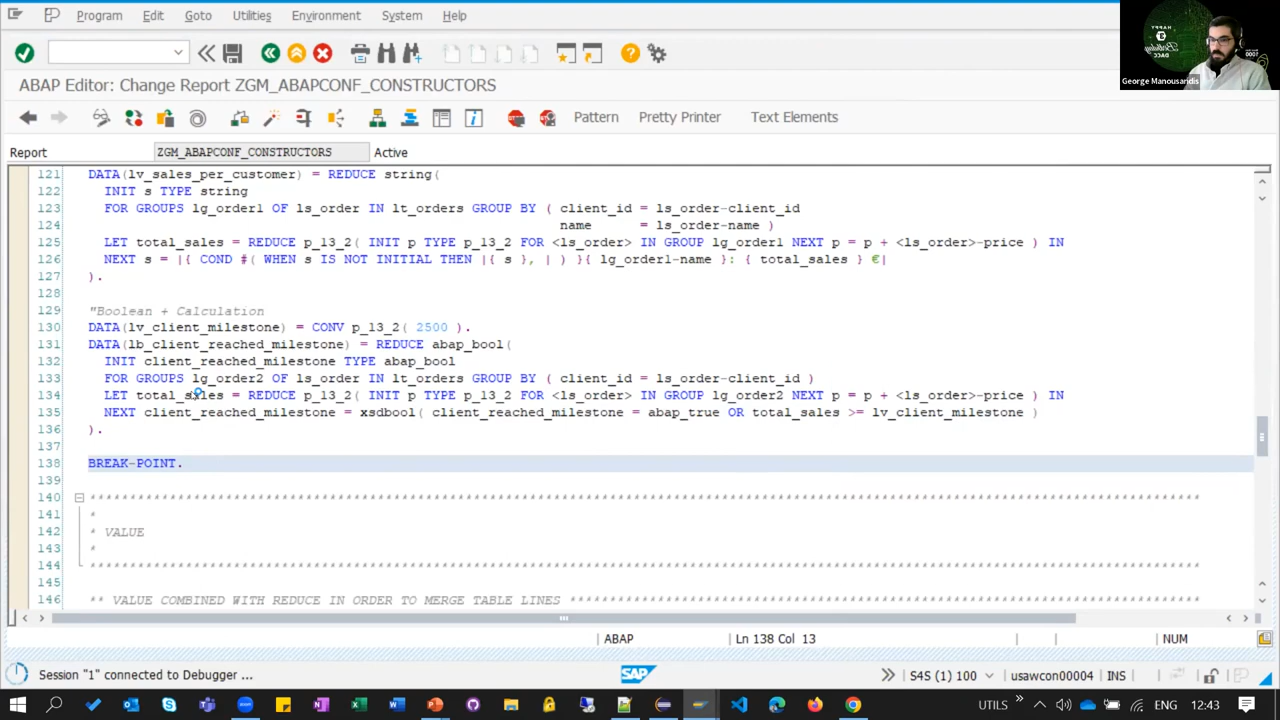 Program Edit Goto Utilities Environment System Help
ABAP Editor: Change Report ZGM_ABAPCONF_CONSTRUCTORS
Pattern Pretty Printer Text Elements
Report ZGM_ABAPCONF_CONSTRUCTORS Active
121 DATA(lv_sales_per_customer) = REDUCE string(
122 INIT s TYPE string
123 FOR GROUPS lg_order1 OF ls_order IN lt_orders GROUP BY ( client_id = ls_order-client_id
124 name = ls_order-name )
125 LET total_sales = REDUCE p_13_2( INIT p TYPE p_13_2 FOR <ls_order> IN GROUP lg_order1 NEXT p = p + <ls_order>-price ) IN
126 NEXT s = |{ COND #( WHEN s IS NOT INITIAL THEN |{ s }, | ) }{ lg_order1-name }: { total_sales } €|
127 ).
128
129 "Boolean + Calculation
130 DATA(lv_client_milestone) = CONV p_13_2( 2500 ).
131 DATA(lb_client_reached_milestone) = REDUCE abap_bool(
132 INIT client_reached_milestone TYPE abap_bool
133 FOR GROUPS lg_order2 OF ls_order IN lt_orders GROUP BY ( client_id = ls_order-client_id )
134 LET total_sales = REDUCE p_13_2( INIT p TYPE p_13_2 FOR <ls_order> IN GROUP lg_order2 NEXT p = p + <ls_order>-price ) IN
135 NEXT client_reached_milestone = xsdbool( client_reached_milestone = abap_true OR total_sales >= lv_client_milestone )
136 ).
137
138 BREAK-POINT.
139
140 ****************************************************************************************************************************************
141 *
142 * VALUE
143 *
144 ****************************************************************************************************************************************
145
146 ** VALUE COMBINED WITH REDUCE IN ORDER TO MERGE TABLE LINES ****************************************************************************
ABAP Ln 138 Col 13 NUM
Session "1" connected to Debugger ... SAP S4S (1) 100 usawcon00004 INS
UTILS 12:43
George Manousaridis